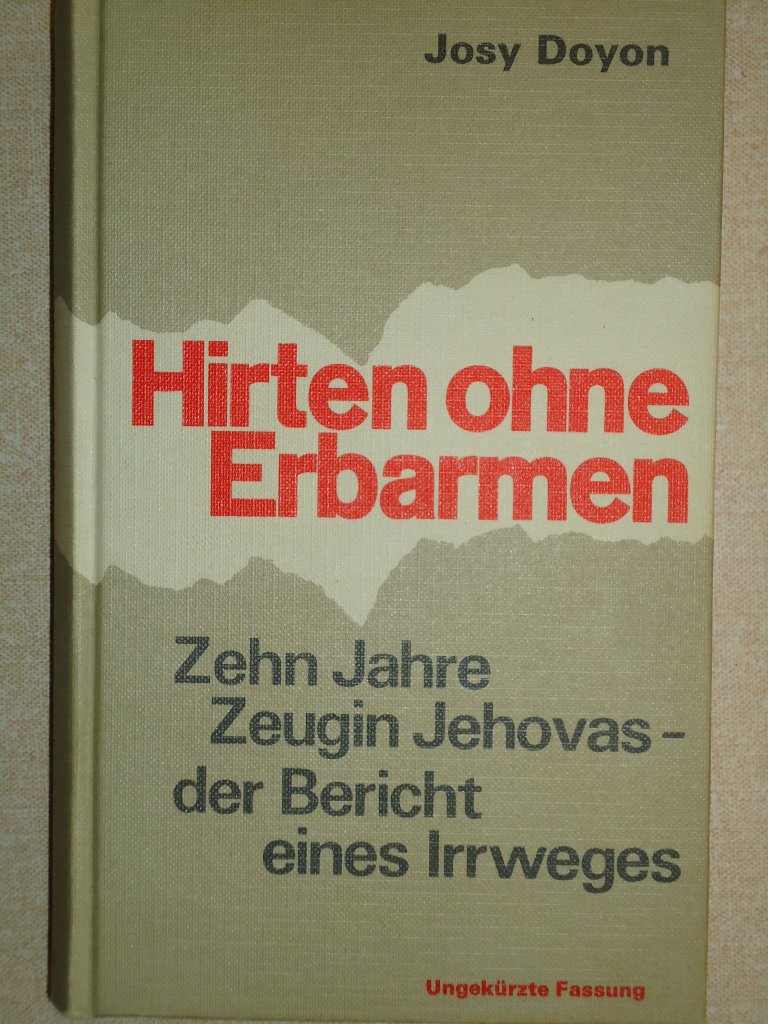 Josy Doyon
Hirten ohne
Erbarmen
Zehn Jahre
Zeugin Jehovas –
der Bericht
eines Irrweges
Ungekürzte Fassung